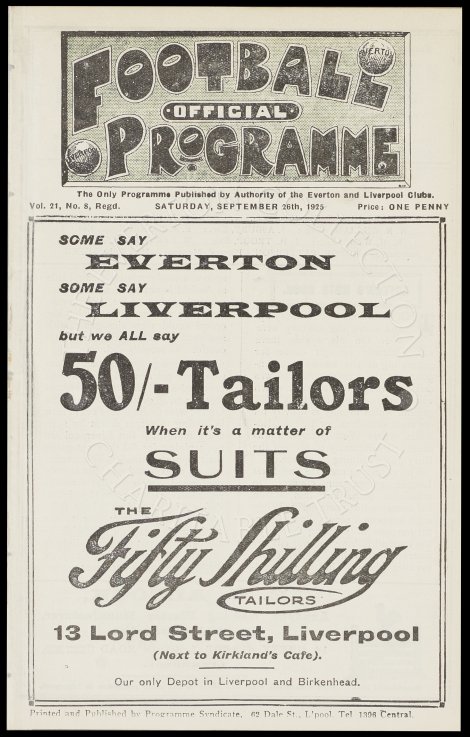 FOOTBALL
EVERTON
OFFICIAL
PROGRAMME
The Only Programme Published by Authority of the Everton and Liverpool Clubs.
Vol. 21, No. 8, Regd. SATURDAY, SEPTEMBER 26th, 1925 Price: ONE PENNY
SOME SAY
EVERTON
SOME SAY
LIVERPOOL
but we ALL say
50/- Tailors
When it's a matter of
SUITS
THE
Fifty Shilling
TAILORS
13 Lord Street, Liverpool
(Next to Kirkland's Cafe).
Our only Depot in Liverpool and Birkenhead.
Printed and Published by Programme Syndicate, 62 Dale St., L'pool. Tel 1396 Central.